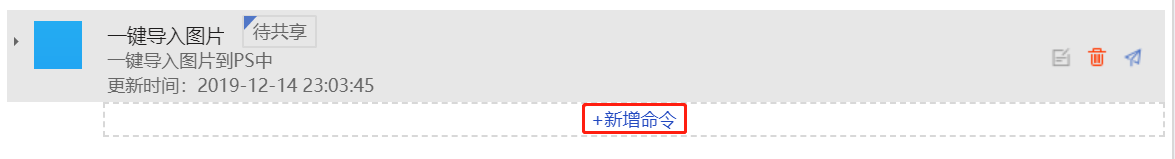 一键导入图片 待共享
一键导入图片到PS中
更新时间：2019-12-14 23:03:45
+新增命令